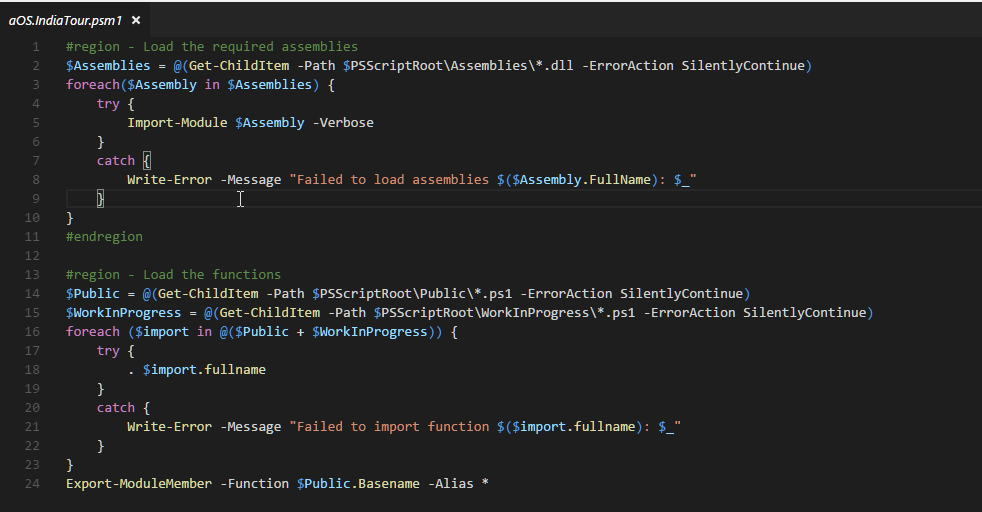 aOS.IndiaTour.psm1 ×
1 #region - Load the required assemblies
2 $Assemblies = @(Get-ChildItem -Path $PSScriptRoot\Assemblies\*.dll -ErrorAction SilentlyContinue)
3 foreach($Assembly in $Assemblies) {
4 try {
5 Import-Module $Assembly -Verbose
6 }
7 catch {
8 Write-Error -Message "Failed to load assemblies $($Assembly.FullName): $_"
9 }
10 }
11 #endregion
12
13 #region - Load the functions
14 $Public = @(Get-ChildItem -Path $PSScriptRoot\Public\*.ps1 -ErrorAction SilentlyContinue)
15 $WorkInProgress = @(Get-ChildItem -Path $PSScriptRoot\WorkInProgress\*.ps1 -ErrorAction SilentlyContinue)
16 foreach ($import in @($Public + $WorkInProgress)) {
17 try {
18 . $import.fullname
19 }
20 catch {
21 Write-Error -Message "Failed to import function $($import.fullname): $_"
22 }
23 }
24 Export-ModuleMember -Function $Public.Basename -Alias *